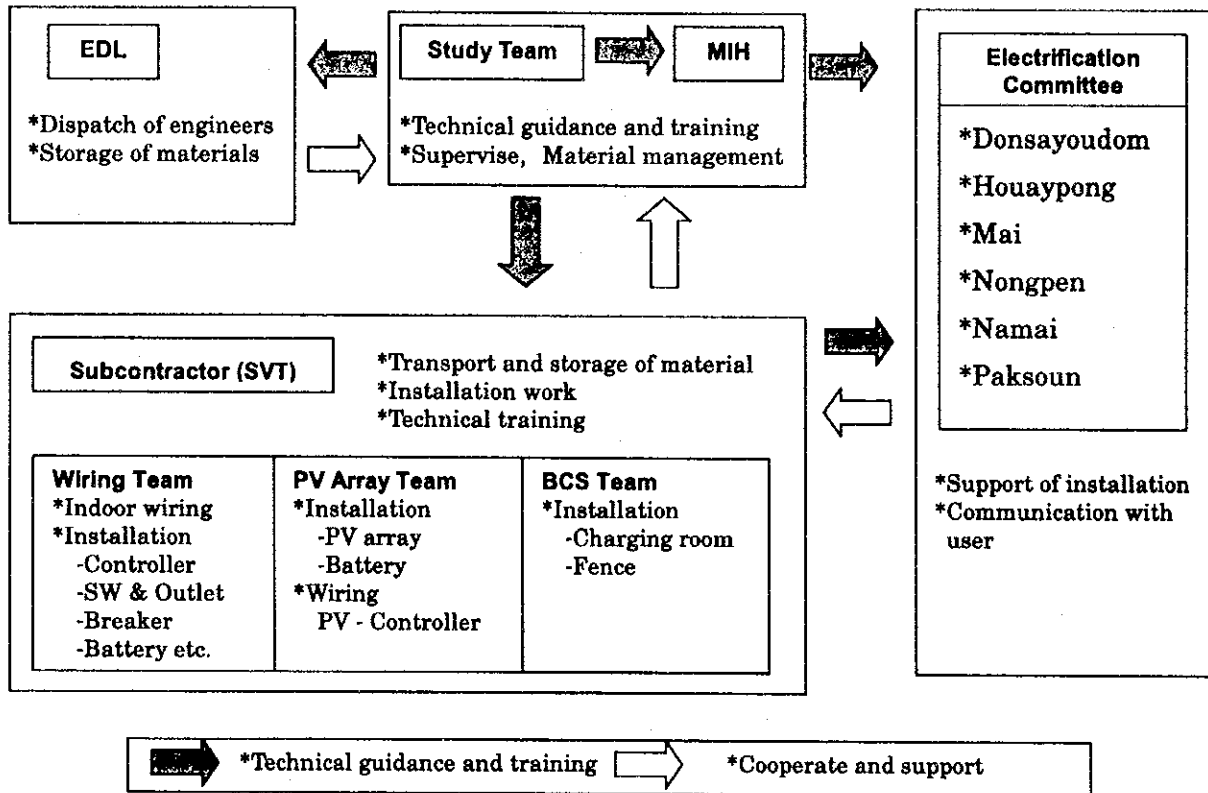 EDL
*Dispatch of engineers
*Storage of materials
Study Team
MIH
*Technical guidance and training
*Supervise, Material management
Electrification
Committee
*Donsayoudom
*Houaypong
*Mai
*Nongpen
*Namai
*Paksoun
*Support of installation
*Communication with
user
Subcontractor (SVT)
*Transport and storage of material
*Installation work
*Technical training
Wiring Team
*Indoor wiring
*Installation
-Controller
-SW & Outlet
-Breaker
-Battery etc.
PV Array Team
*Installation
-PV array
-Battery
*Wiring
PV - Controller
BCS Team
*Installation
-Charging room
-Fence
*Technical guidance and training
*Cooperate and support